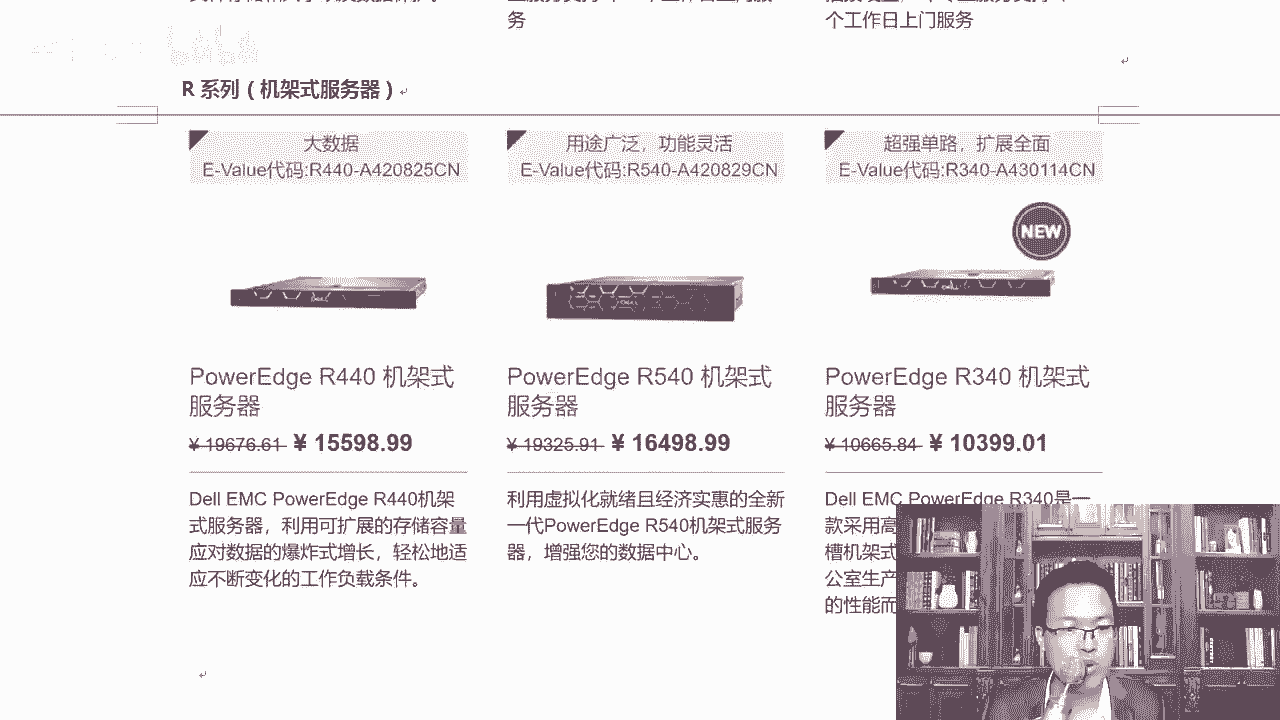 务
个工作日上门服务
R 系列（机架式服务器）
大数据
E-Value代码:R440-A420825CN
用途广泛，功能灵活
E-Value代码:R540-A420829CN
超强单路，扩展全面
E-Value代码:R340-A430114CN
NEW
PowerEdge R440 机架式
服务器
¥ 19676.61 ¥ 15598.99
Dell EMC PowerEdge R440机架
式服务器，利用可扩展的存储容量
应对数据的爆炸式增长，轻松地适
应不断变化的工作负载条件。
PowerEdge R540 机架式
服务器
¥ 19325.91 ¥ 16498.99
利用虚拟化就绪且经济实惠的全新
一代PowerEdge R540机架式服务
器，增强您的数据中心。
PowerEdge R340 机架式
服务器
¥ 10665.84 ¥ 10399.01
Dell EMC PowerEdge R340是一
款采用高
槽机架式
公室生产
的性能而